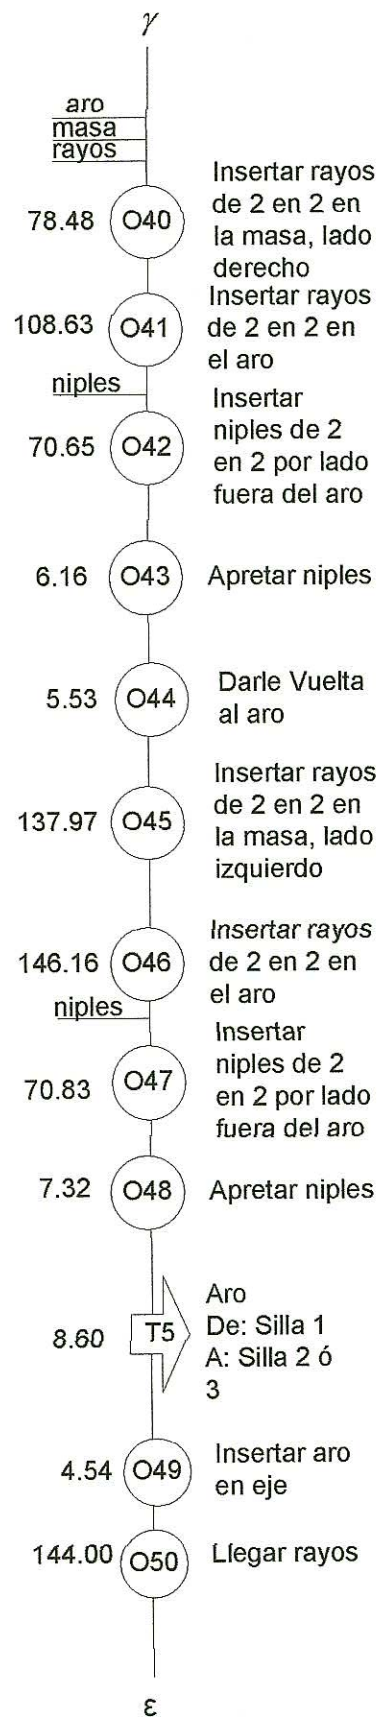 γ
aro
masa
rayos
78.48 O40 Insertar rayos
de 2 en 2 en
la masa, lado
derecho
108.63 O41 Insertar rayos
de 2 en 2 en
el aro
niples
70.65 O42 Insertar
niples de 2
en 2 por lado
fuera del aro
6.16 O43 Apretar niples
5.53 O44 Darle Vuelta
al aro
137.97 O45 Insertar rayos
de 2 en 2 en
la masa, lado
izquierdo
146.16 O46 Insertar rayos
de 2 en 2 en
el aro
niples
70.83 O47 Insertar
niples de 2
en 2 por lado
fuera del aro
7.32 O48 Apretar niples
8.60 T5 Aro
De: Silla 1
A: Silla 2 ó
3
4.54 O49 Insertar aro
en eje
144.00 O50 Llegar rayos
ε